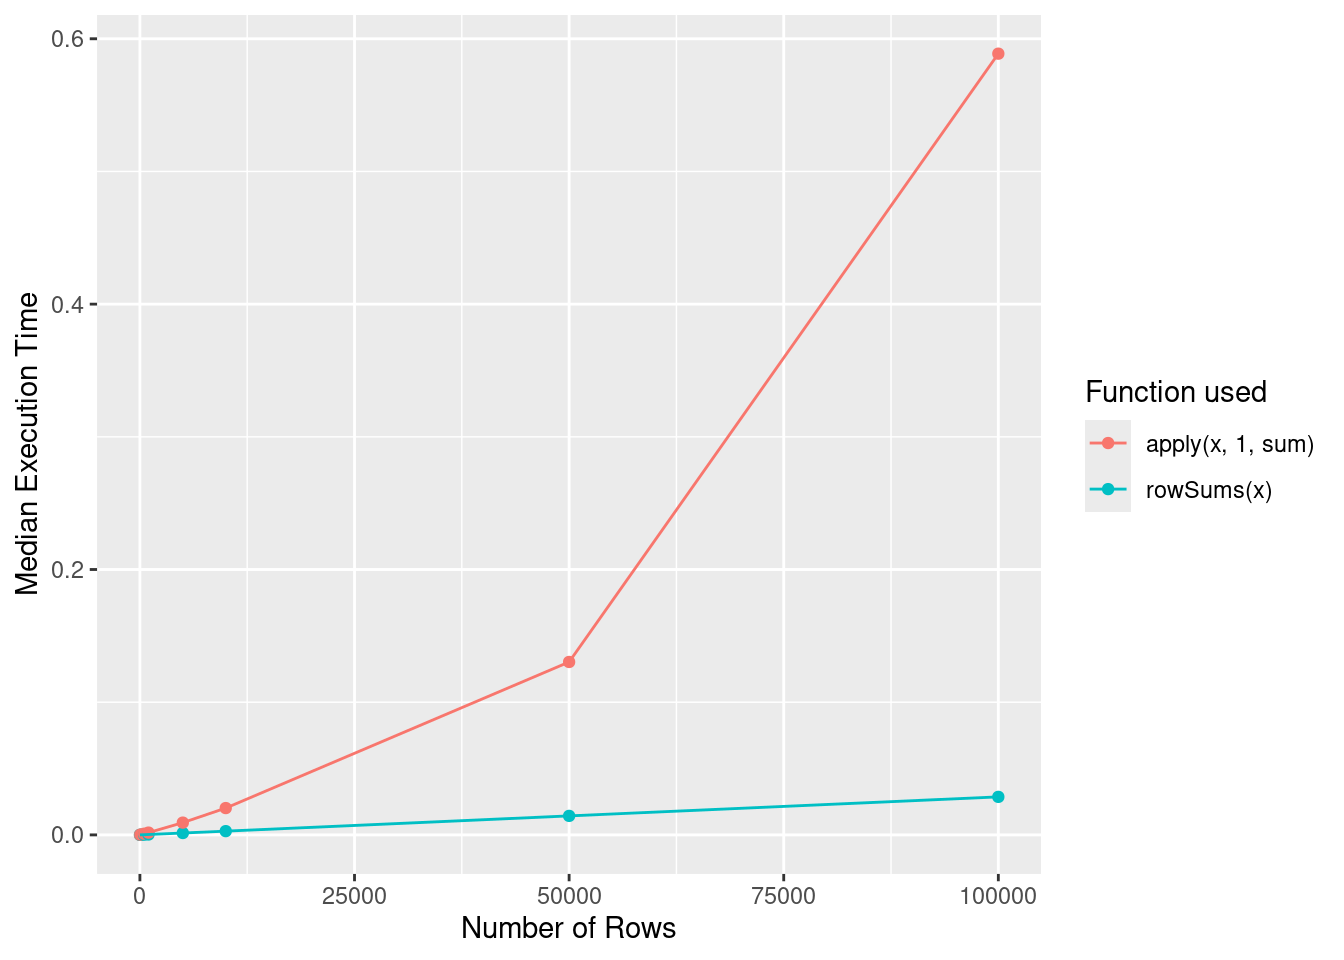 0.6
0.4
0.2
0.0
Median Execution Time
0 25000 50000 75000 100000
Number of Rows
Function used
apply(x, 1, sum)
rowSums(x)